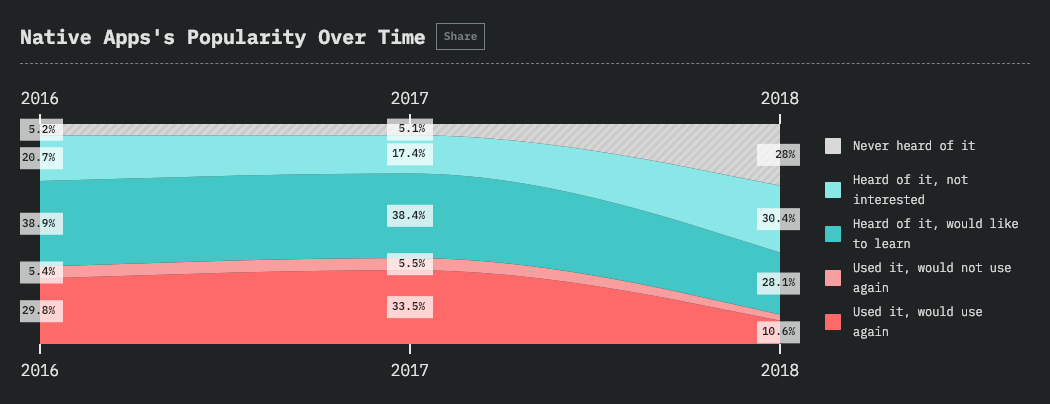 Native Apps's Popularity Over Time Share
2016 2017 2018
5.2% 5.1% 28% Never heard of it
20.7% 17.4% 30.4% Heard of it, not
interested
38.9% 38.4% 28.1% Heard of it, would like
to learn
5.4% 5.5% Used it, would not use
again
29.8% 33.5% 10.6% Used it, would use
again
2016 2017 2018